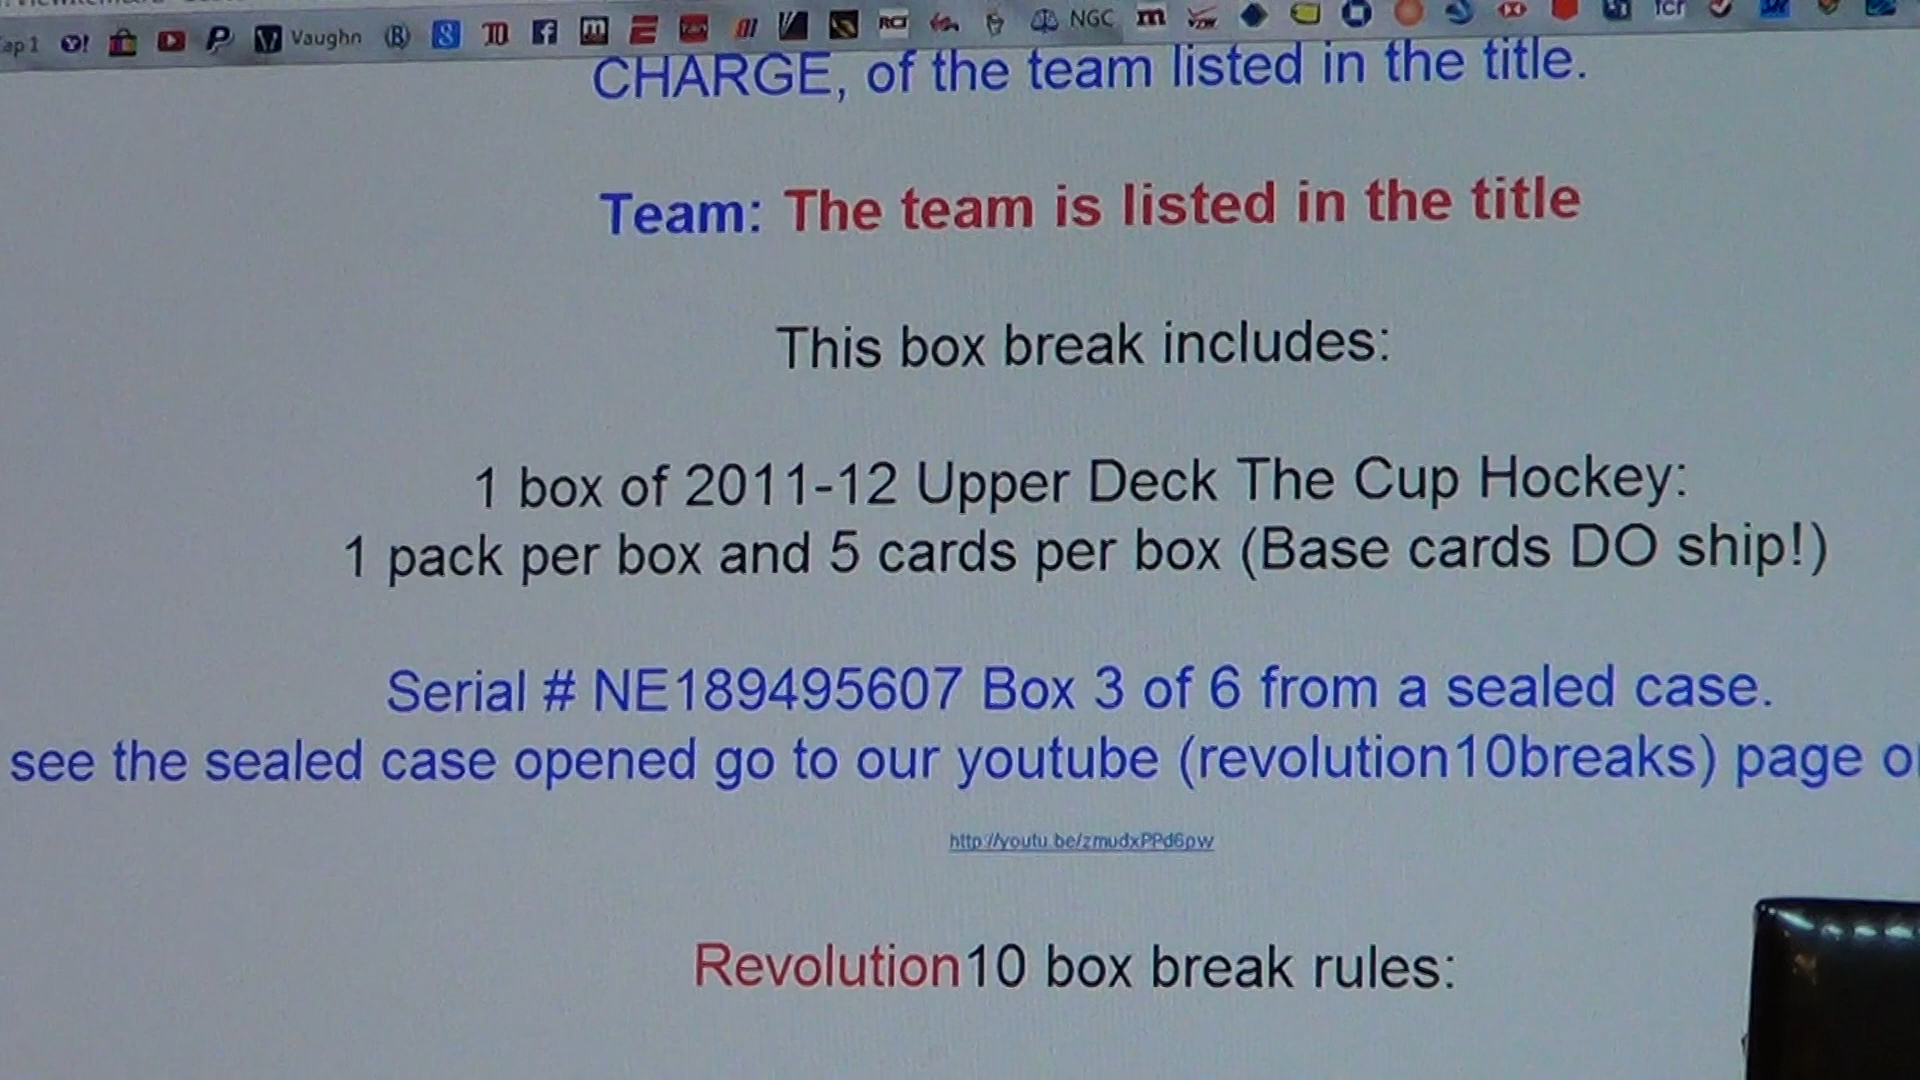 Vaughn
NGC
CHARGE, of the team listed in the title.
Team: The team is listed in the title
This box break includes:
1 box of 2011-12 Upper Deck The Cup Hockey:
1 pack per box and 5 cards per box (Base cards DO ship!)
Serial # NE189495607 Box 3 of 6 from a sealed case.
see the sealed case opened go to our youtube (revolution10breaks) page
http://youtu.be/zmudxPPd6pw
Revolution10 box break rules: